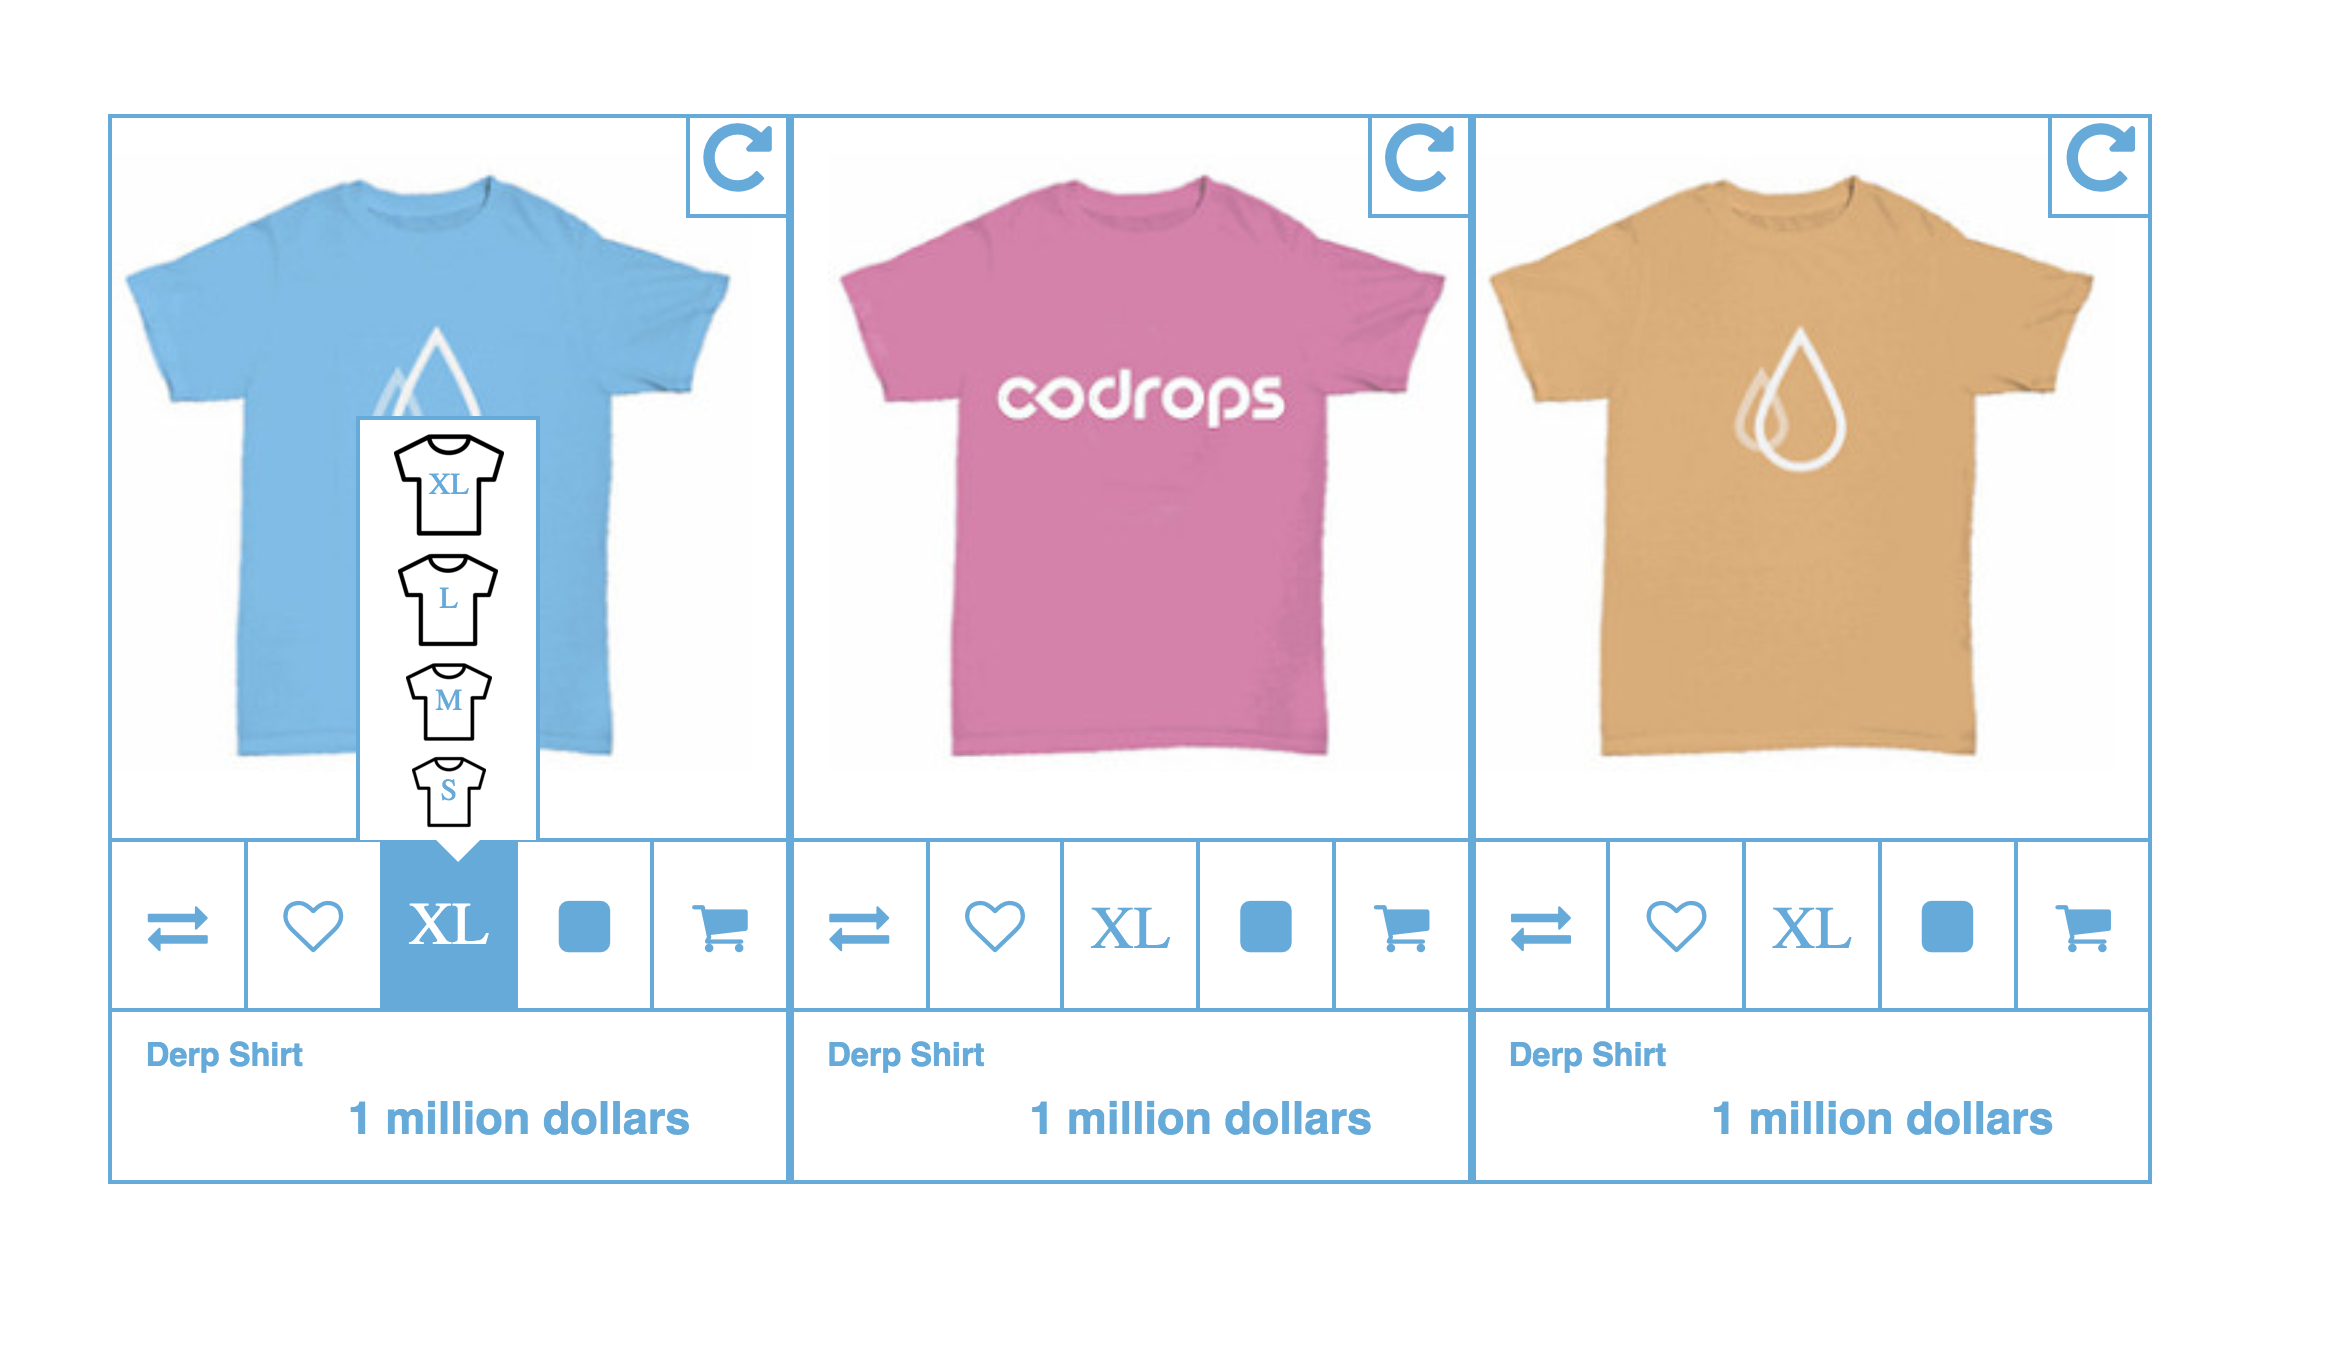 codrops
XL
L
M
S
XL
XL
XL
Derp Shirt
1 million dollars
Derp Shirt
1 million dollars
Derp Shirt
1 million dollars